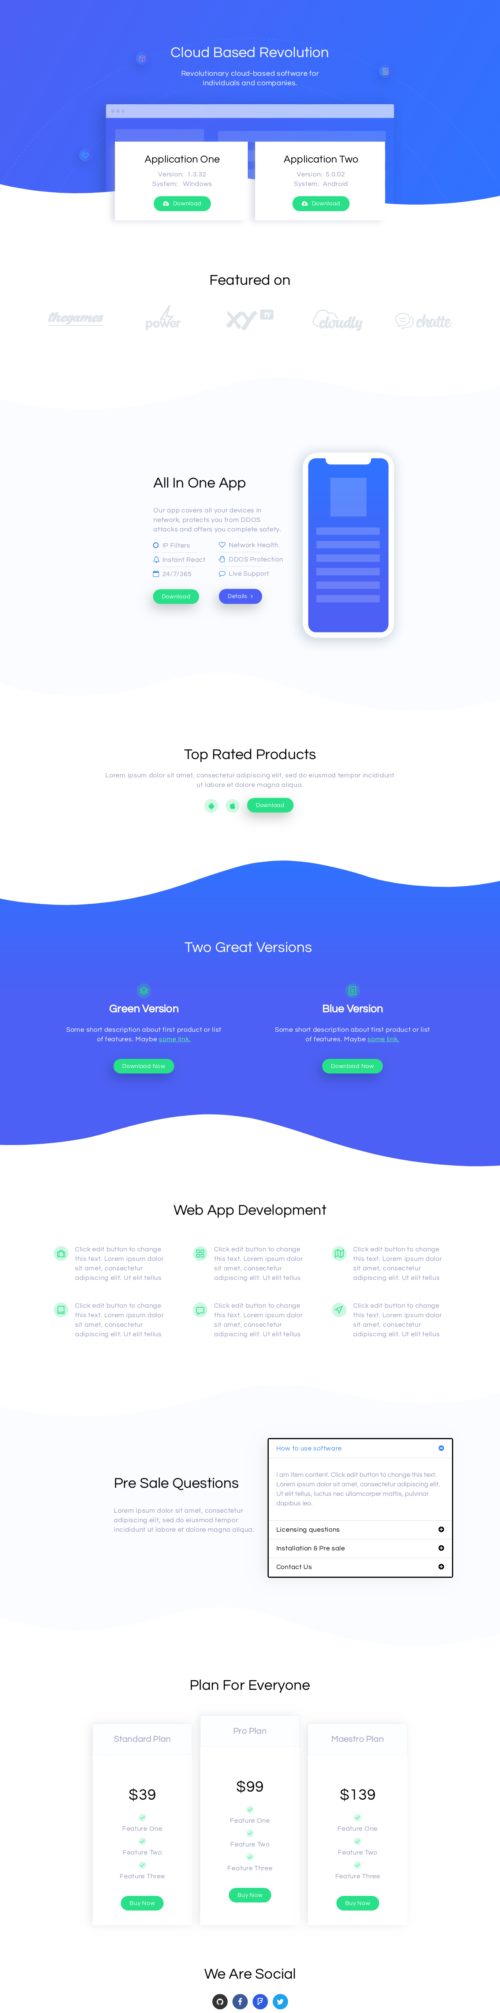 Cloud Based Revolution
Revolutionary cloud-based software for
individuals and companies.
Application One
Version: 1.3.32
System: Windows
Download
Application Two
Version: 5.0.02
System: Android
Download
Featured on
thegames
power
XY TV
cloudly
chatte
All In One App
Our app covers all your devices in
network, protects you from DDOS
attacks and offers you complete safety.
IP Filters
Network Health
Instant React
DDOS Protection
24/7/365
Live Support
Download
Details
Top Rated Products
Lorem ipsum dolor sit amet, consectetur adipiscing elit, sed do eiusmod tempor incididunt
ut labore et dolore magna aliqua.
Download
Two Great Versions
Green Version
Some short description about first product or list
of features. Maybe some link.
Download Now
Blue Version
Some short description about first product or list
of features. Maybe some link.
Download Now
Web App Development
Click edit button to change
this text. Lorem ipsum dolor
sit amet, consectetur
adipiscing elit. Ut elit tellus
Click edit button to change
this text. Lorem ipsum dolor
sit amet, consectetur
adipiscing elit. Ut elit tellus
Click edit button to change
this text. Lorem ipsum dolor
sit amet, consectetur
adipiscing elit. Ut elit tellus
Click edit button to change
this text. Lorem ipsum dolor
sit amet, consectetur
adipiscing elit. Ut elit tellus
Click edit button to change
this text. Lorem ipsum dolor
sit amet, consectetur
adipiscing elit. Ut elit tellus
Click edit button to change
this text. Lorem ipsum dolor
sit amet, consectetur
adipiscing elit. Ut elit tellus
Pre Sale Questions
Lorem ipsum dolor sit amet, consectetur
adipiscing elit, sed do eiusmod tempor
incididunt ut labore et dolore magna aliqua.
How to use software
I am item content. Click edit button to change this text.
Lorem ipsum dolor sit amet, consectetur adipiscing elit.
Ut elit tellus, luctus nec ullamcorper mattis, pulvinar
dapibus leo.
Licensing questions
Installation & Pre sale
Contact Us
Plan For Everyone
Standard Plan
$39
Feature One
Feature Two
Feature Three
Buy Now
Pro Plan
$99
Feature One
Feature Two
Feature Three
Buy Now
Maestro Plan
$139
Feature One
Feature Two
Feature Three
Buy Now
We Are Social